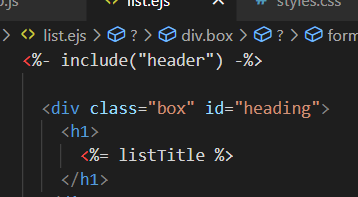 .js list.ejs styles.css
> list.ejs > ? > div.box > ? > form
<%- include("header") -%>
<div class="box" id="heading">
<h1>
<%= listTitle %>
</h1>